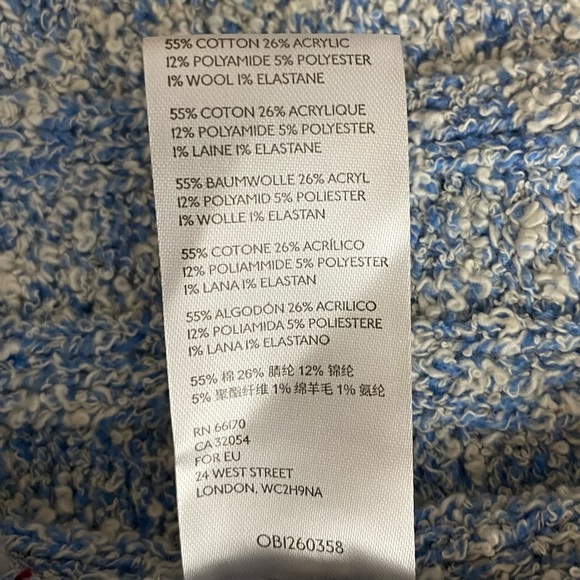 55% COTTON 26% ACRYLIC
12% POLYAMIDE 5% POLYESTER
1% WOOL 1% ELASTANE
55% COTON 26% ACRYLIQUE
12% POLYAMIDE 5% POLYESTER
1% LAINE 1% ELASTANE
55% BAUMWOLLE 26% ACRYL
12% POLYAMID 5% POLIESTER
1% WOLLE 1% ELASTAN
55% COTONE 26% ACRÍLICO
12% POLIAMMIDE 5% POLYESTER
1% LANA 1% ELASTAN
55% ALGODÓN 26% ACRILICO
12% POLIAMIDA 5% POLIESTERE
1% LANA 1% ELASTANO
55% 棉 26% 腈纶 12% 锦纶
5% 聚酯纤维 1% 绵羊毛 1% 氨纶
RN 66170
CA 32054
FOR EU
24 WEST STREET
LONDON, WC2H9NA
OB1260358